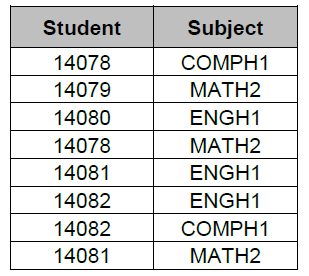 Student Subject
14078 COMPH1
14079 MATH2
14080 ENGH1
14078 MATH2
14081 ENGH1
14082 ENGH1
14082 COMPH1
14081 MATH2